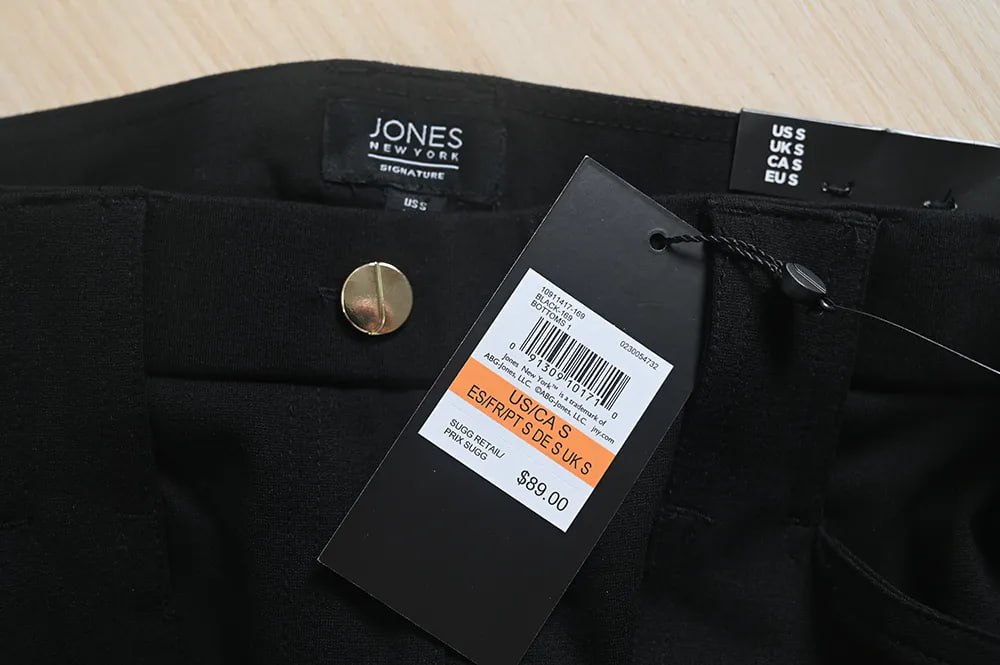 JONES
NEW YORK
SIGNATURE
US S
US S
UK S
CA S
EU S
10911417-169
BLACK-169
BOTTOMS 1
0230054732
0 91309 10171 0
Jones New York™ is a trademark of
ABG-Jones, LLC. ©ABG-Jones, LLC. jny.com
US/CA S
ES/FR/PT S DE S UK S
SUGG RETAIL/
PRIX SUGG
$89.00